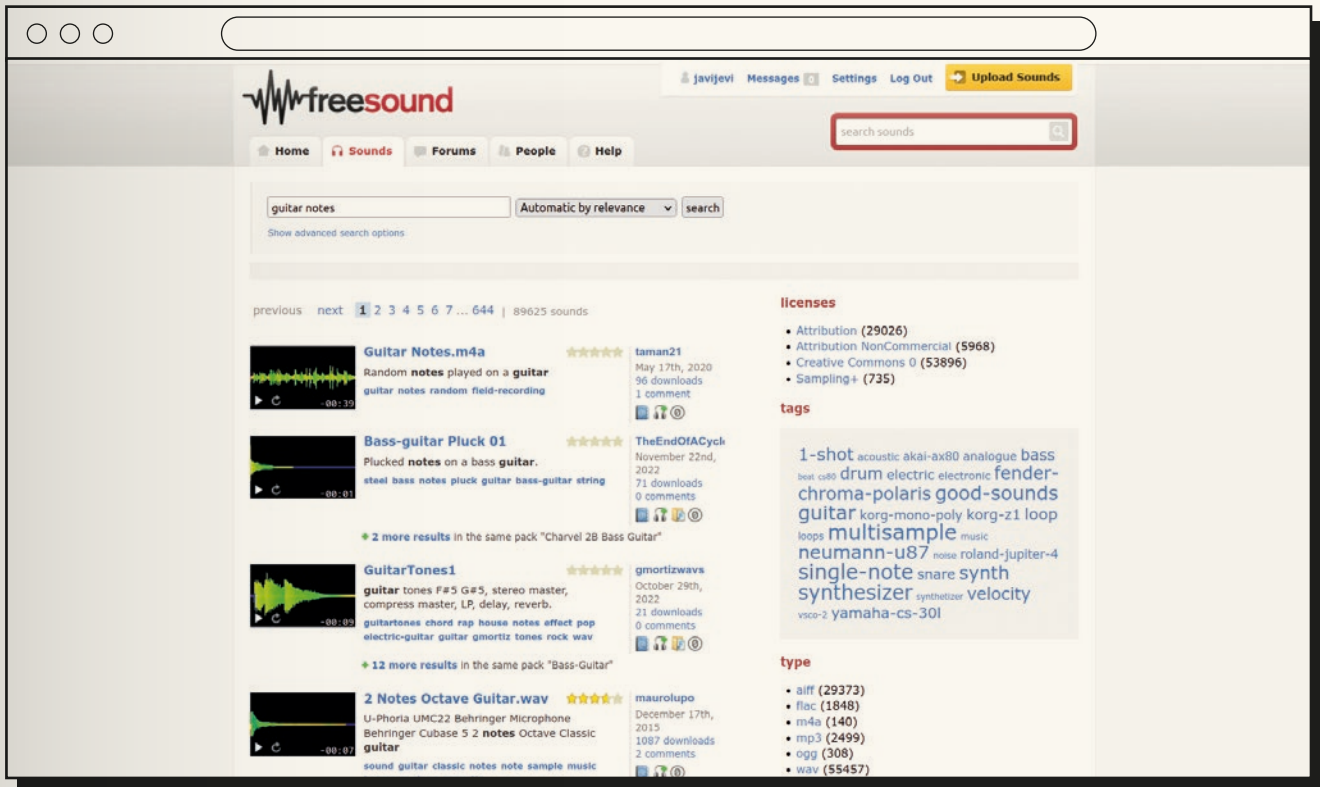 javijevi Messages Settings Log Out Upload Sounds
freesound
search sounds
Home Sounds Forums People Help
guitar notes Automatic by relevance search
Show advanced search options
previous next 1 2 3 4 5 6 7 ... 644 | 89625 sounds
Guitar Notes.m4a
Random notes played on a guitar
guitar notes random field-recording
-00:39
taman21
May 17th, 2020
96 downloads
1 comment
Bass-guitar Pluck 01
Plucked notes on a bass guitar.
steel bass notes pluck guitar bass-guitar string
-00:01
TheEndOfACycl
November 22nd,
2022
71 downloads
0 comments
+ 2 more results in the same pack "Charvel 2B Bass Guitar"
GuitarTones1
guitar tones F#5 G#5, stereo master,
compress master, LP, delay, reverb.
guitartones chord rap house notes effect pop
electric-guitar guitar gmortiz tones rock wav
-00:09
gmortizwavs
October 29th,
2022
21 downloads
0 comments
+ 12 more results in the same pack "Bass-Guitar"
2 Notes Octave Guitar.wav
U-Phoria UMC22 Behringer Microphone
Behringer Cubase 5 2 notes Octave Classic
guitar
sound guitar classic notes note sample music
-00:07
maurolupo
December 17th,
2015
1087 downloads
2 comments
licenses
• Attribution (29026)
• Attribution NonCommercial (5968)
• Creative Commons 0 (53896)
• Sampling+ (735)
tags
1-shot acoustic akai-ax80 analogue bass
beat cs80 drum electric electronic fender-
chroma-polaris good-sounds
guitar korg-mono-poly korg-z1 loop
loops multisample music
neumann-u87 noise roland-jupiter-4
single-note snare synth
synthesizer synthetizer velocity
vsco-2 yamaha-cs-30l
type
• aiff (29373)
• flac (1848)
• m4a (140)
• mp3 (2499)
• ogg (308)
• wav (55457)